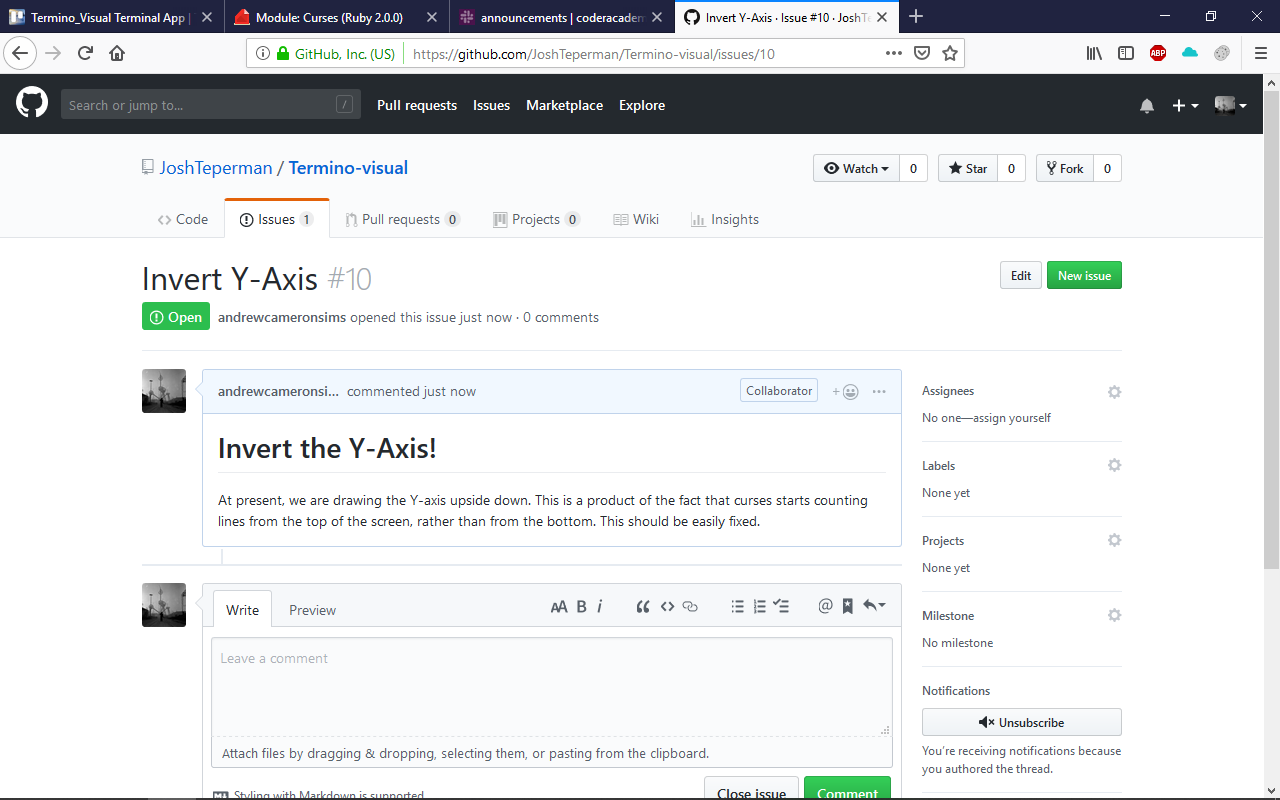 Termino_Visual Terminal App |
Module: Curses (Ruby 2.0.0)
announcements | coderacadem
Invert Y-Axis · Issue #10 · JoshTe
GitHub, Inc. (US)
https://github.com/JoshTeperman/Termino-visual/issues/10
ABP
Search or jump to...
/
Pull requests
Issues
Marketplace
Explore
JoshTeperman / Termino-visual
Watch
0
Star
0
Fork
0
Code
Issues 1
Pull requests 0
Projects 0
Wiki
Insights
Invert Y-Axis #10
Edit
New issue
Open
andrewcameronsims opened this issue just now · 0 comments
andrewcameronsi... commented just now
Collaborator
Invert the Y-Axis!
At present, we are drawing the Y-axis upside down. This is a product of the fact that curses starts counting
lines from the top of the screen, rather than from the bottom. This should be easily fixed.
Assignees
No one—assign yourself
Labels
None yet
Projects
None yet
Milestone
No milestone
Notifications
Unsubscribe
You're receiving notifications because
you authored the thread.
Write
Preview
AA B i
Leave a comment
Attach files by dragging & dropping, selecting them, or pasting from the clipboard.
Styling with Markdown is supported
Close issue
Comment